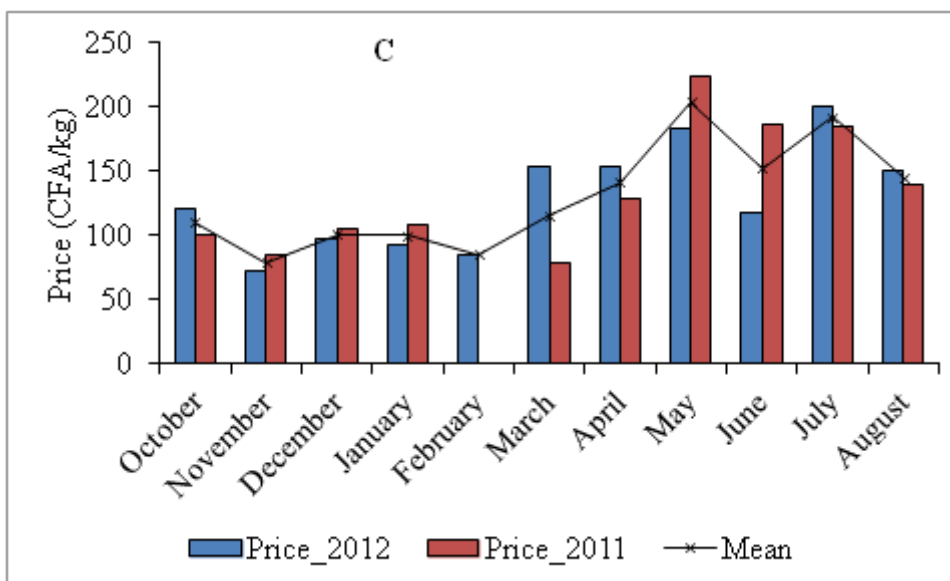 C
Price (CFA/kg)
250
200
150
100
50
0
October
November
December
January
February
March
April
May
June
July
August
Price_2012
Price_2011
Mean